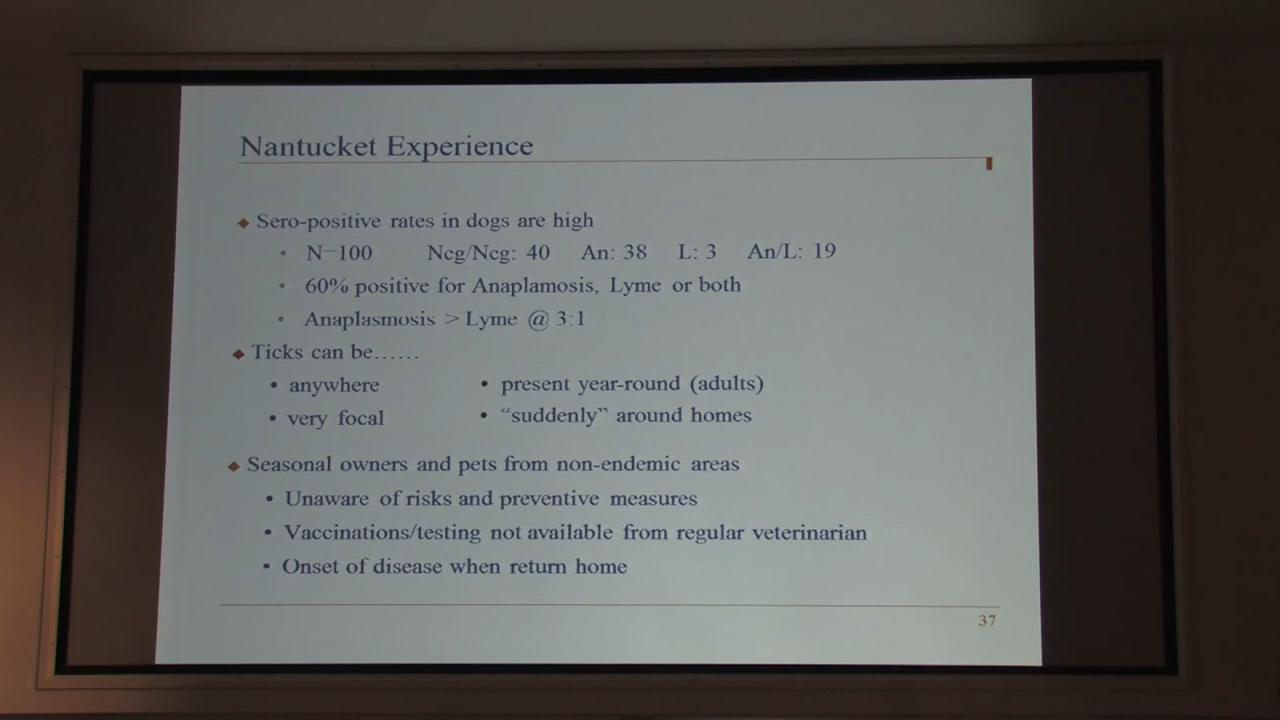 Nantucket Experience
Sero-positive rates in dogs are high
N=100 Neg/Neg: 40 An: 38 L: 3 An/L: 19
60% positive for Anaplamosis, Lyme or both
Anaplasmosis > Lyme @ 3:1
Ticks can be......
anywhere
present year-round (adults)
very focal
“suddenly” around homes
Seasonal owners and pets from non-endemic areas
Unaware of risks and preventive measures
Vaccinations/testing not available from regular veterinarian
Onset of disease when return home
37